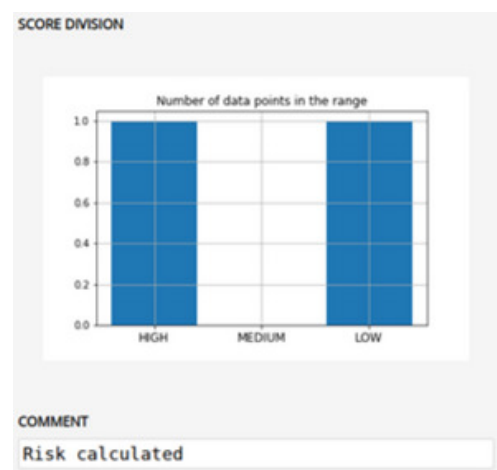 SCORE DIVISION
Number of data points in the range
1.0
0.8
0.6
0.4
0.2
0.0
HIGH MEDIUM LOW
COMMENT
Risk calculated